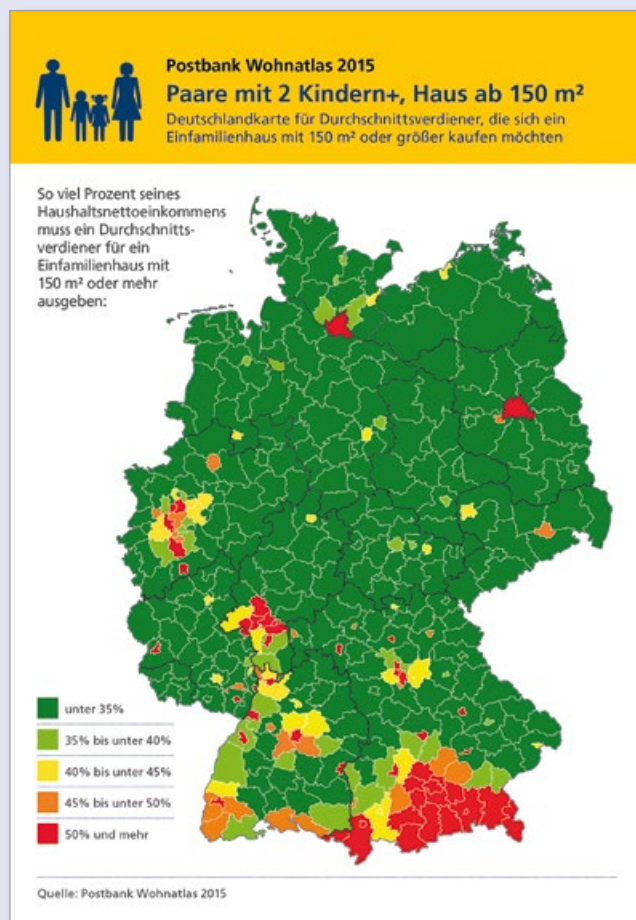 Postbank Wohnatlas 2015
Paare mit 2 Kindern+, Haus ab 150 m²
Deutschlandkarte für Durchschnittsverdiener, die sich ein
Einfamilienhaus mit 150 m² oder größer kaufen möchten
So viel Prozent seines
Haushaltsnettoeinkommens
muss ein Durchschnitts-
verdiener für ein
Einfamilienhaus mit
150 m² oder mehr
ausgeben:
unter 35%
35% bis unter 40%
40% bis unter 45%
45% bis unter 50%
50% und mehr
Quelle: Postbank Wohnatlas 2015